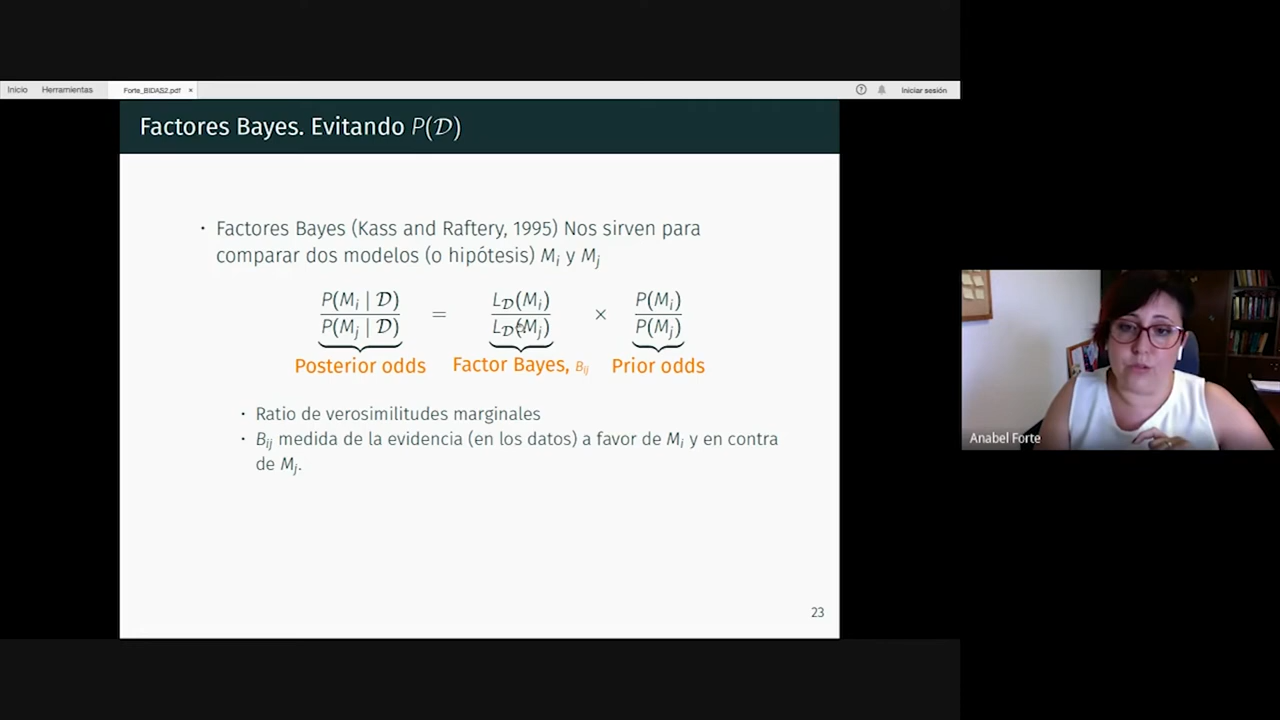 Inicio Herramientas Forte_BIDAS2.pdf × Iniciar sesión
Factores Bayes. Evitando P(𝒟)
· Factores Bayes (Kass and Raftery, 1995) Nos sirven para
comparar dos modelos (o hipótesis) Mᵢ y Mⱼ
P(Mᵢ | 𝒟) L𝒟(Mᵢ) P(Mᵢ)
= ×
P(Mⱼ | 𝒟) L𝒟(Mⱼ) P(Mⱼ)
Posterior odds Factor Bayes, Bᵢⱼ Prior odds
· Ratio de verosimilitudes marginales
· Bᵢⱼ medida de la evidencia (en los datos) a favor de Mᵢ y en contra
de Mⱼ.
23
Anabel Forte